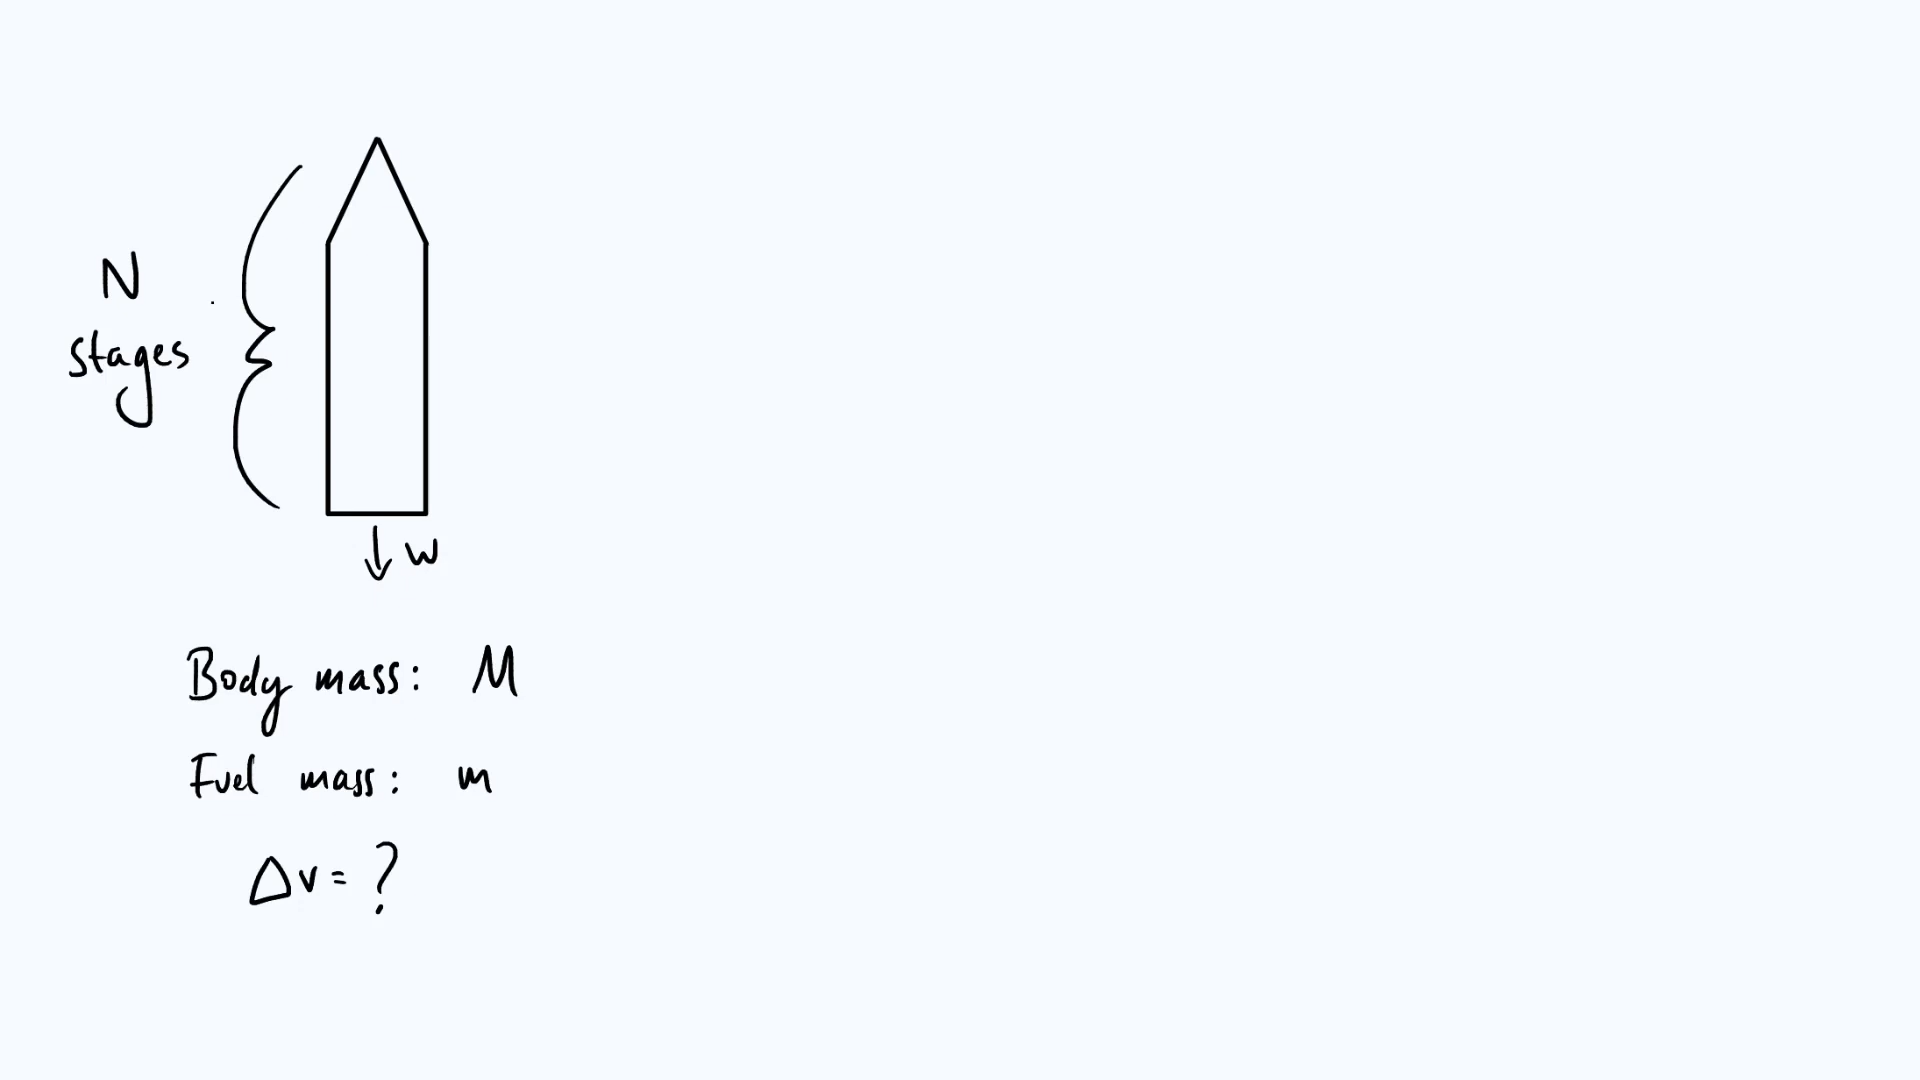 N
stages
w
Body mass: M
Fuel mass: m
Δv = ?